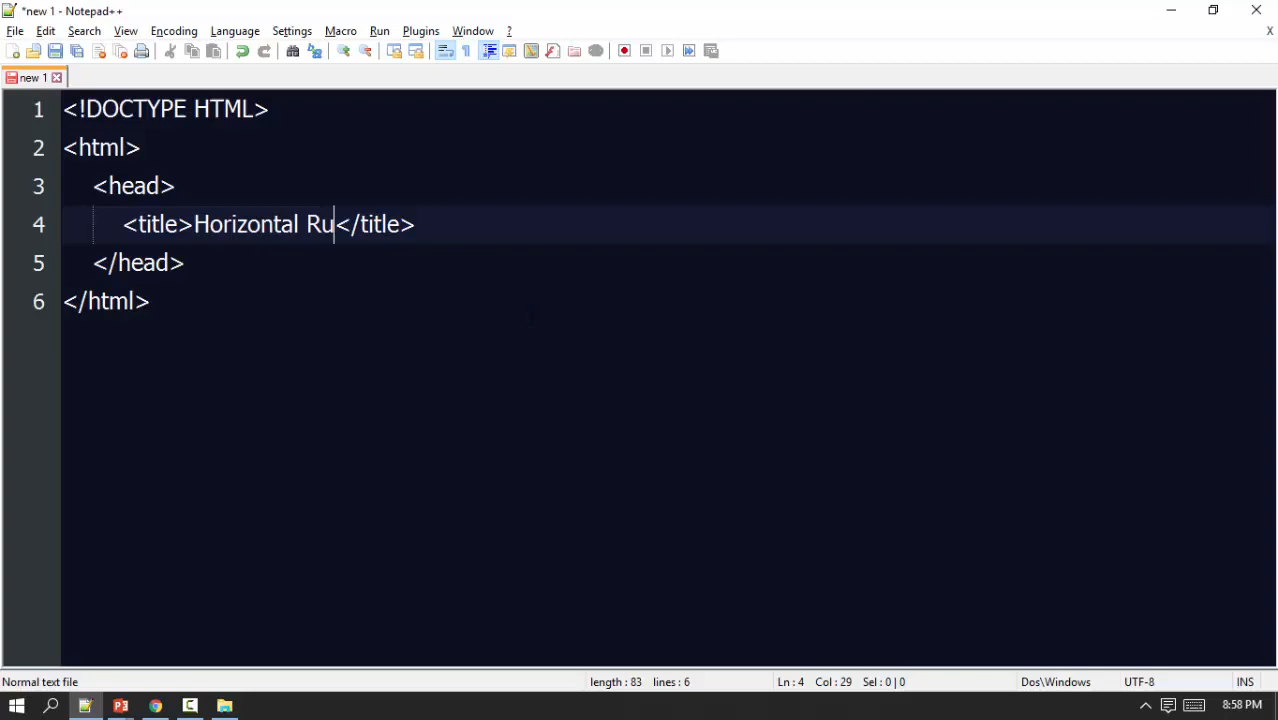 *new 1 - Notepad++
File Edit Search View Encoding Language Settings Macro Run Plugins Window ? X
new 1
1 <!DOCTYPE HTML>
2 <html>
3 <head>
4 <title>Horizontal Ru</title>
5 </head>
6 </html>
Normal text file length : 83 lines : 6 Ln : 4 Col : 29 Sel : 0 | 0 Dos\Windows UTF-8 INS
8:58 PM